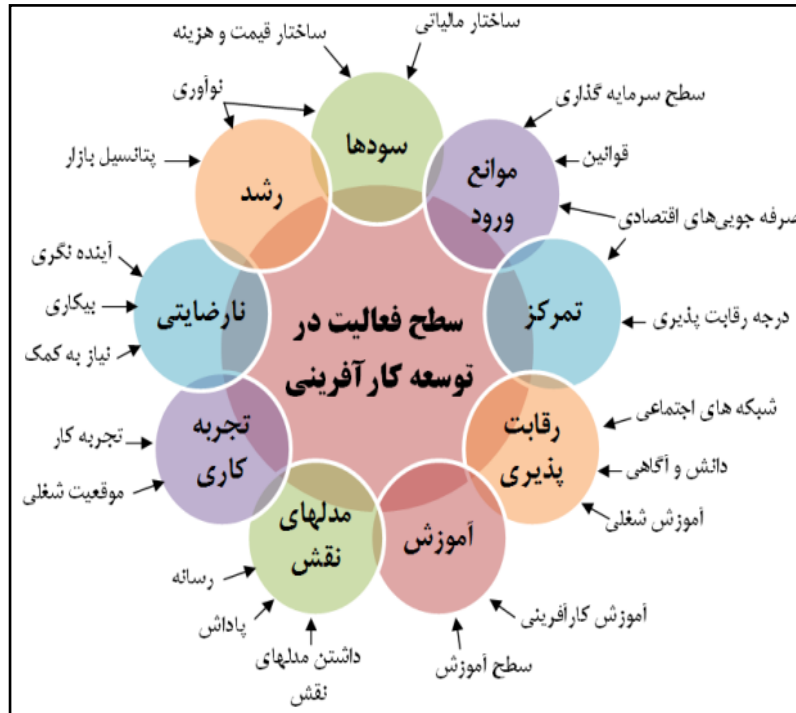 ساختار مالیاتی
ساختار قیمت و هزینه
نوآوری
سطح سرمایه گذاری
قوانین
صرفه جویی‌های اقتصادی
پتانسیل بازار
سودها
رشد
موانع
ورود
آینده نگری
بیکاری
نیاز به کمک
نارضایتی
تمرکز
درجه رقابت پذیری
سطح فعالیت در
توسعه کارآفرینی
تجربه کار
موقعیت شغلی
تجربه
کاری
رقابت
پذیری
شبکه های اجتماعی
دانش و آگاهی
آموزش شغلی
مدلهای
نقش
آموزش
رسانه
پاداش
داشتن مدلهای
نقش
آموزش کارآفرینی
سطح آموزش